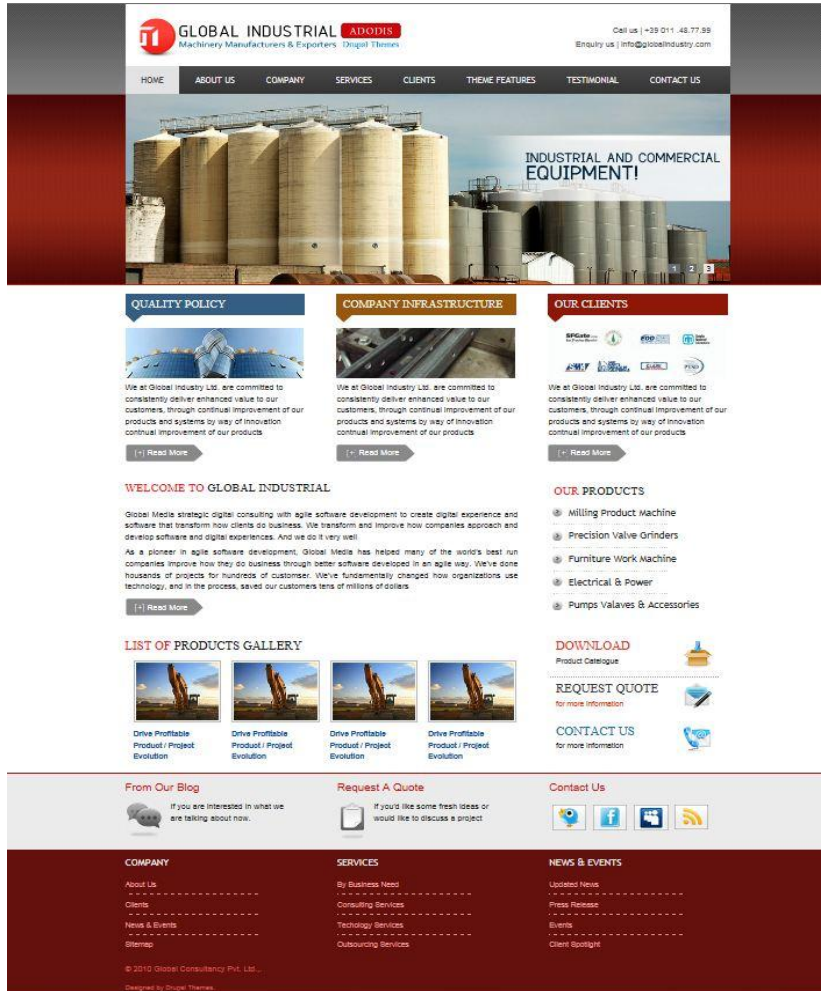 GLOBAL INDUSTRIAL ADODIS
Machinery Manufacturers & Exporters Drupal Themes
Call us | +39 011 .48.77.99
Enquiry us | info@globalindustry.com
HOME ABOUT US COMPANY SERVICES CLIENTS THEME FEATURES TESTIMONIAL CONTACT US
INDUSTRIAL AND COMMERCIAL
EQUIPMENT!
1 2 3
QUALITY POLICY
We at Global Industry Ltd. are committed to
consistently deliver enhanced value to our
customers, through continual improvement of our
products and systems by way of innovation
contnual improvement of our products
[+] Read More
COMPANY INFRASTRUCTURE
We at Global Industry Ltd. are committed to
consistently deliver enhanced value to our
customers, through continual improvement of our
products and systems by way of innovation
contnual improvement of our products
[+] Read More
OUR CLIENTS
SFGate
We at Global Industry Ltd. are committed to
consistently deliver enhanced value to our
customers, through continual improvement of our
products and systems by way of innovation
contnual improvement of our products
[+] Read More
WELCOME TO GLOBAL INDUSTRIAL
Global Media strategic digital consulting with agile software development to create digital experience and
software that transform how clients do business. We transform and improve how companies approach and
develop software and digital experiences. And we do it very well
As a pioneer in agile software development, Global Media has helped many of the world's best run
companies improve how they do business through better software developed in an agile way. We've done
housands of projects for hundreds of customser. We've fundamentally changed how organizations use
technology, and in the process, saved our customers tens of millions of dollars
[+] Read More
OUR PRODUCTS
Milling Product Machine
Precision Valve Grinders
Furniture Work Machine
Electrical & Power
Pumps Valaves & Accessories
LIST OF PRODUCTS GALLERY
Drive Profitable
Product / Project
Evolution
Drive Profitable
Product / Project
Evolution
Drive Profitable
Product / Project
Evolution
Drive Profitable
Product / Project
Evolution
DOWNLOAD
Product Catelogue
REQUEST QUOTE
for more information
CONTACT US
for more information
From Our Blog
If you are interested in what we
are talking about now.
Request A Quote
If you'd like some fresh ideas or
would like to discuss a project
Contact Us
COMPANY
About Us
Clients
News & Events
Sitemap
SERVICES
By Business Need
Consulting Services
Techology Services
Outsourcing Services
NEWS & EVENTS
Updated News
Press Release
Events
Client Spotlight
© 2010 Global Consultancy Pvt. Ltd...
Designed by Drupal Themes.